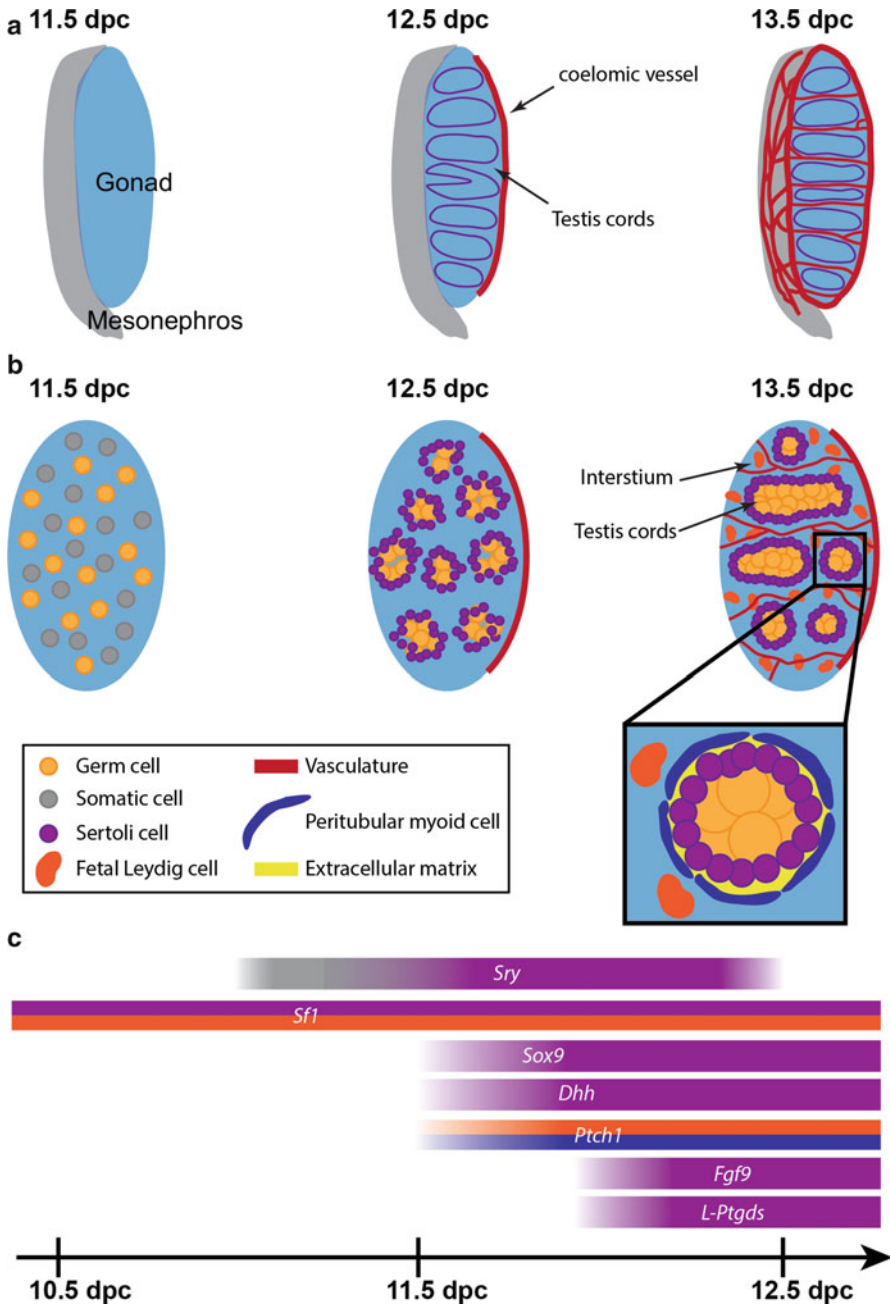 a
11.5 dpc
12.5 dpc
13.5 dpc
coelomic vessel
Gonad
Testis cords
Mesonephros
b
11.5 dpc
12.5 dpc
13.5 dpc
Interstium
Testis cords
Germ cell
Vasculature
Somatic cell
Sertoli cell
Peritubular myoid cell
Fetal Leydig cell
Extracellular matrix
c
Sry
Sf1
Sox9
Dhh
Ptch1
Fgf9
L-Ptgds
10.5 dpc
11.5 dpc
12.5 dpc